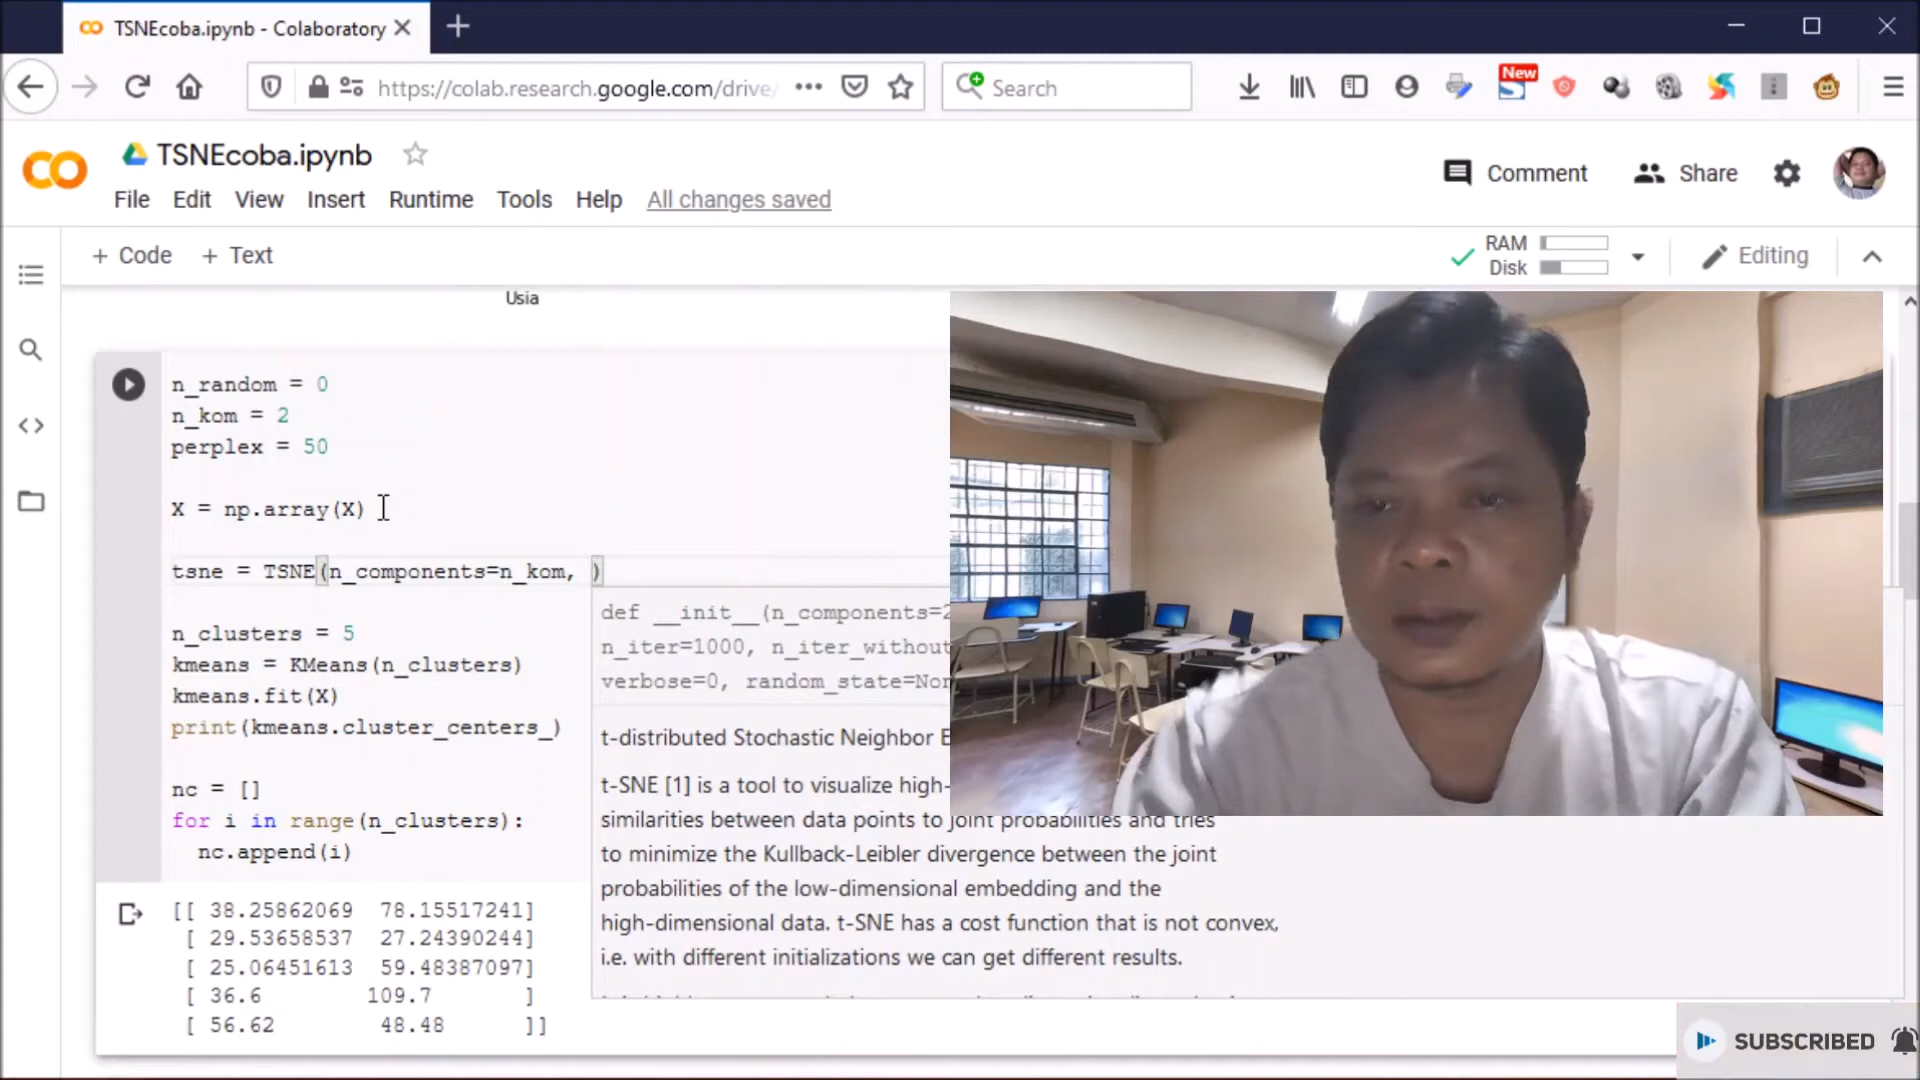 TSNEcoba.ipynb - Colaboratory
https://colab.research.google.com/drive/
Search
New
TSNEcoba.ipynb
File Edit View Insert Runtime Tools Help All changes saved
Comment Share
+ Code + Text
RAM
Disk
Editing
Usia
n_random = 0
n_kom = 2
perplex = 50
X = np.array(X)
tsne = TSNE(n_components=n_kom, )
n_clusters = 5
kmeans = KMeans(n_clusters)
kmeans.fit(X)
print(kmeans.cluster_centers_)
nc = []
for i in range(n_clusters):
nc.append(i)
def __init__(n_components=2
n_iter=1000, n_iter_without
verbose=0, random_state=Non
t-distributed Stochastic Neighbor E
t-SNE [1] is a tool to visualize high-
similarities between data points to joint probabilities and tries
to minimize the Kullback-Leibler divergence between the joint
probabilities of the low-dimensional embedding and the
high-dimensional data. t-SNE has a cost function that is not convex,
i.e. with different initializations we can get different results.
[[ 38.25862069 78.15517241]
[ 29.53658537 27.24390244]
[ 25.06451613 59.48387097]
[ 36.6 109.7 ]
[ 56.62 48.48 ]]
SUBSCRIBED